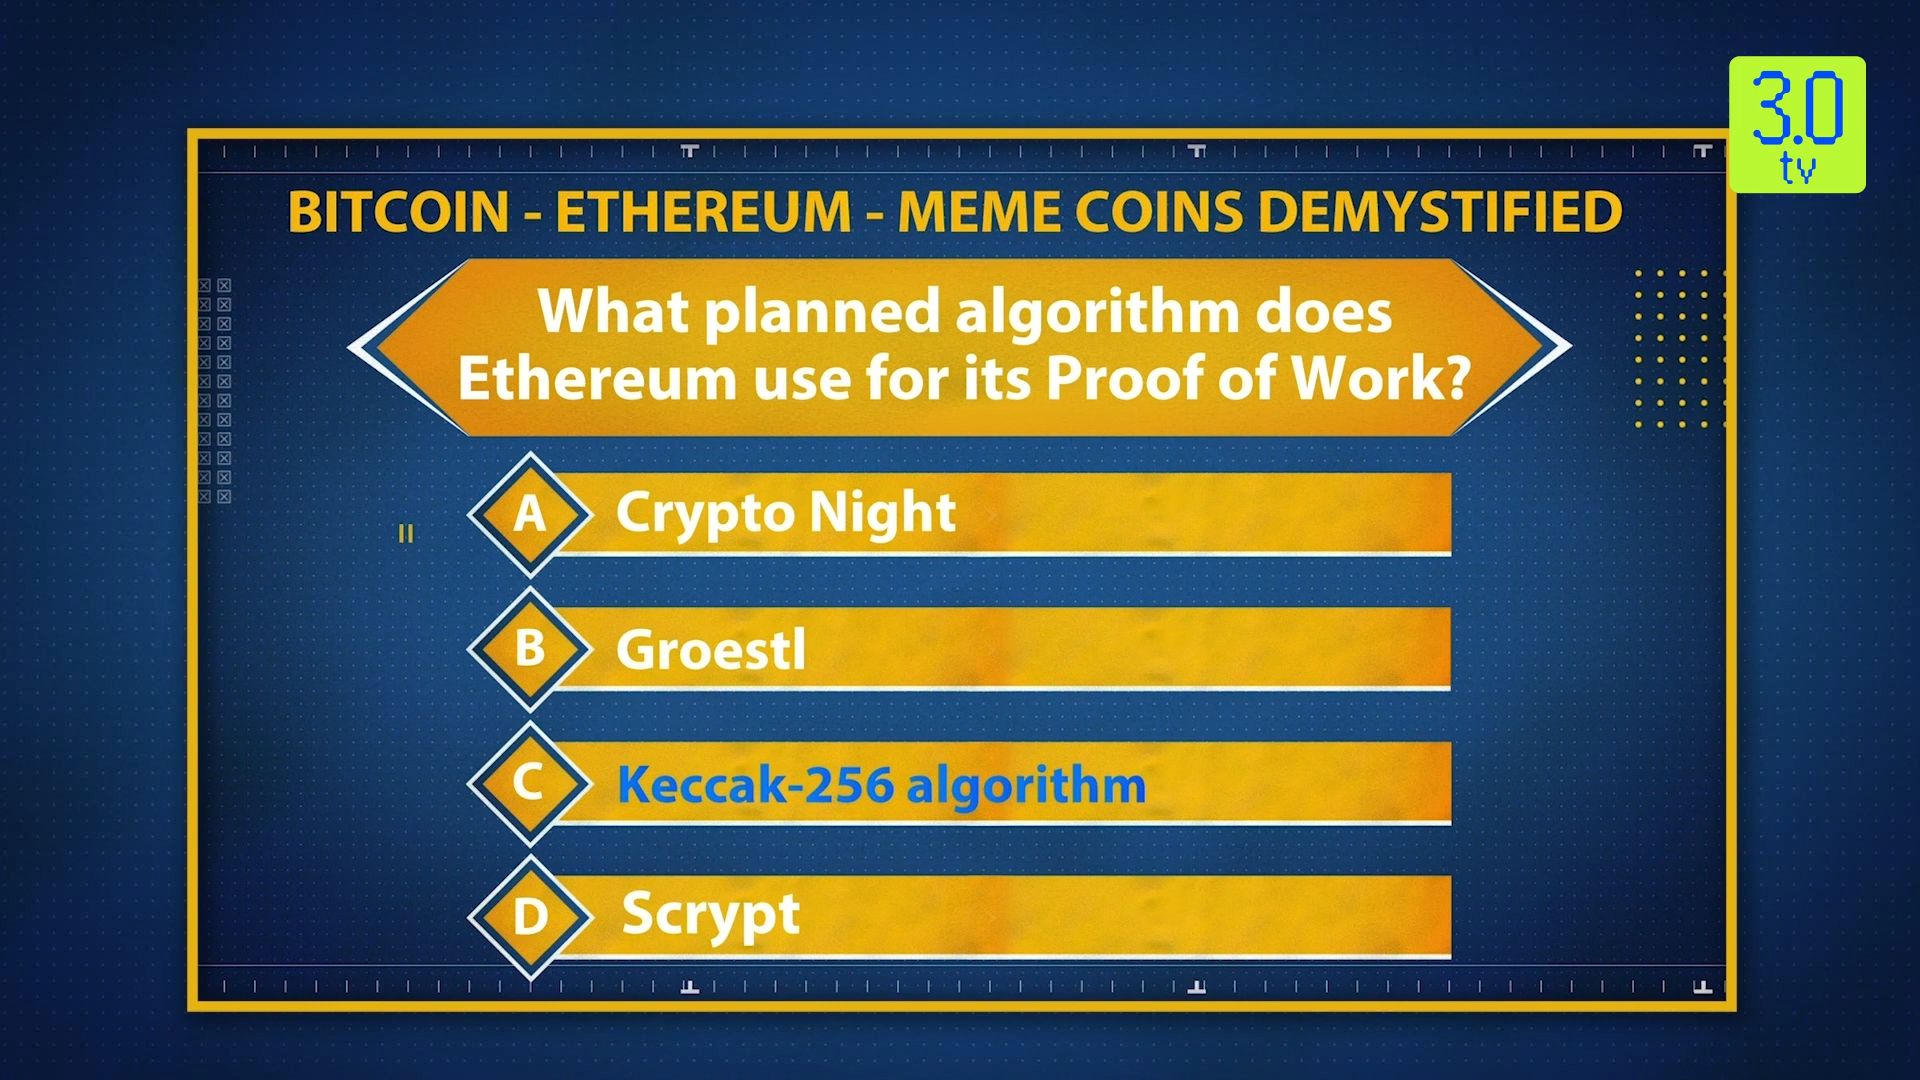 3.0
tv
BITCOIN - ETHEREUM - MEME COINS DEMYSTIFIED
What planned algorithm does
Ethereum use for its Proof of Work?
A Crypto Night
B Groestl
C Keccak-256 algorithm
D Scrypt